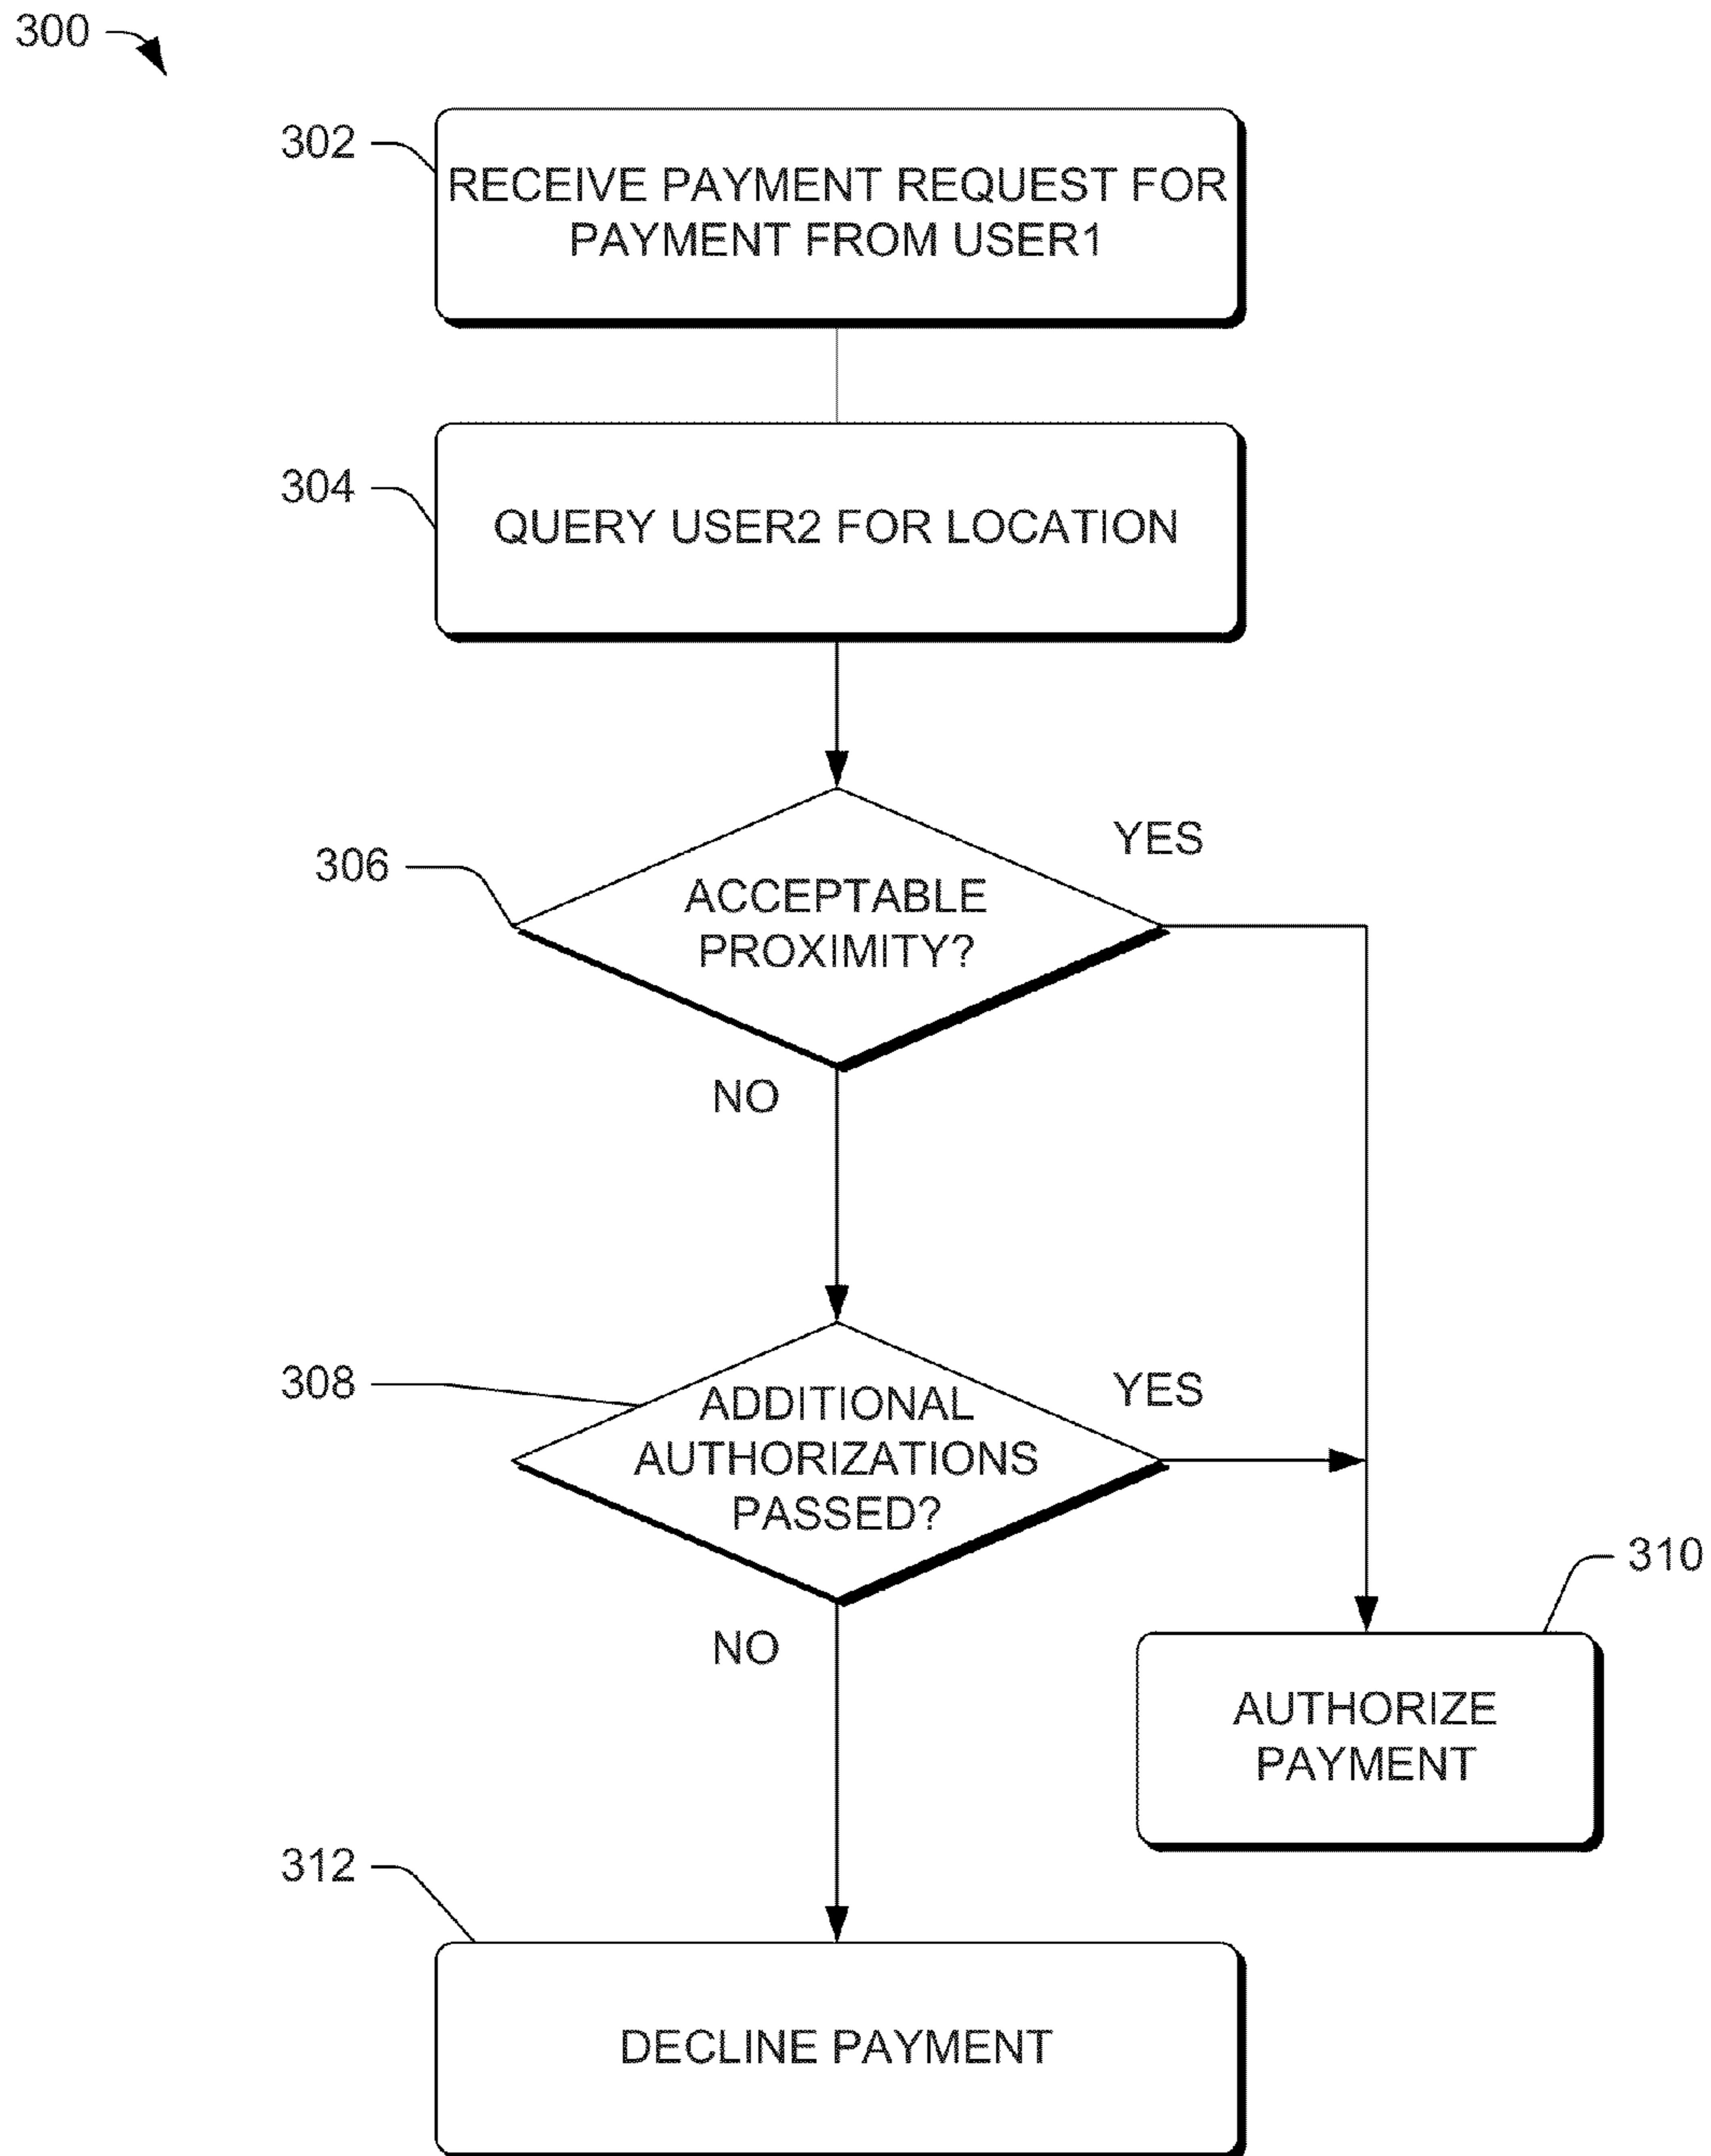 300
302
RECEIVE PAYMENT REQUEST FOR
PAYMENT FROM USER1
304
QUERY USER2 FOR LOCATION
306
ACCEPTABLE
PROXIMITY?
YES
NO
308
ADDITIONAL
AUTHORIZATIONS
PASSED?
YES
NO
310
AUTHORIZE
PAYMENT
312
DECLINE PAYMENT